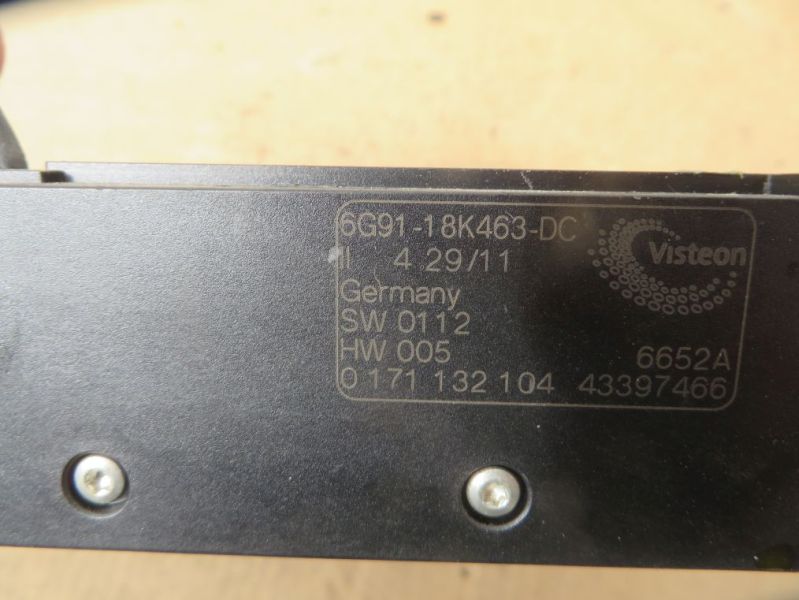 6G91-18K463-DC
Visteon
II 4 29/11
Germany
SW 0112
HW 005 6652A
0 171 132 104 43397466